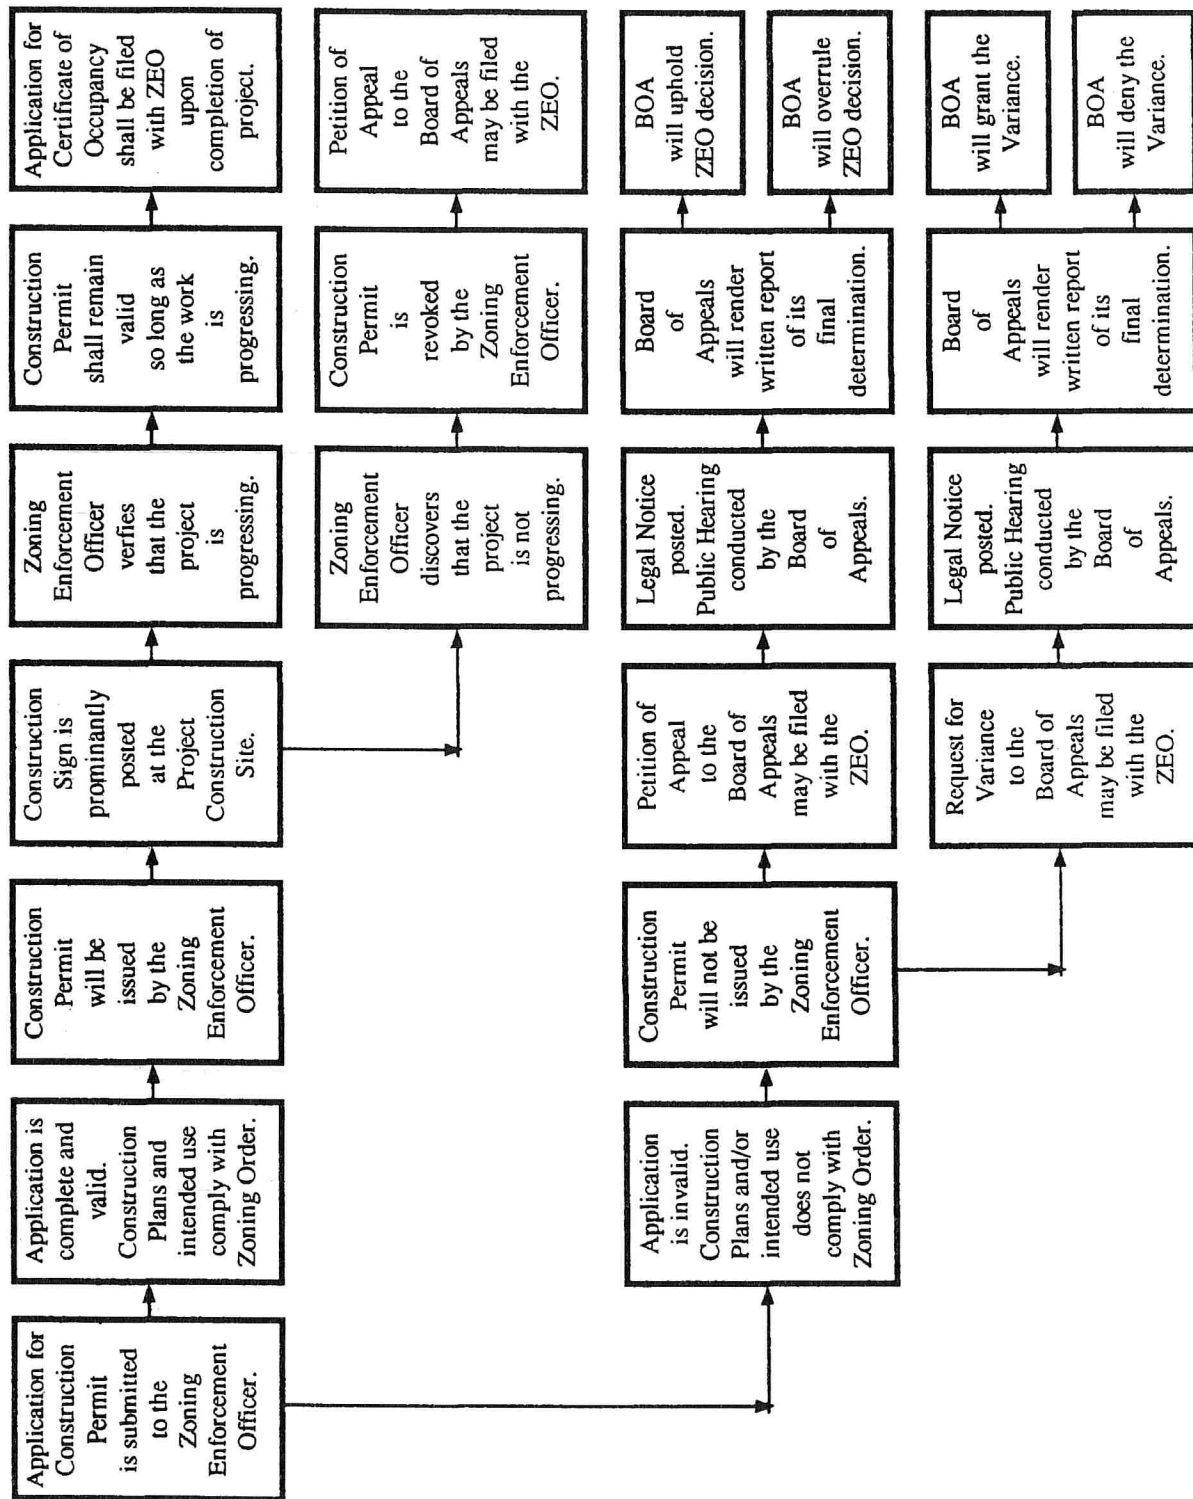 Application for
Construction
Permit
is submitted
to the
Zoning
Enforcement
Officer.
Application is
complete and
valid.
Construction
Plans and
intended use
comply with
Zoning Order.
Construction
Permit
will be
issued
by the
Zoning
Enforcement
Officer.
Construction
Sign is
prominantly
posted
at the
Project
Construction
Site.
Zoning
Enforcement
Officer
verifies
that the
project
is
progressing.
Construction
Permit
shall remain
valid
so long as
the work
is
progressing.
Application for
Certificate of
Occupancy
shall be filed
with ZEO
upon
completion of
project.
Zoning
Enforcement
Officer
discovers
that the
project
is not
progressing.
Construction
Permit
is
revoked
by the
Zoning
Enforcement
Officer.
Petition of
Appeal
to the
Board of
Appeals
may be filed
with the
ZEO.
Application
is invalid.
Construction
Plans and/or
intended use
does not
comply with
Zoning Order.
Construction
Permit
will not be
issued
by the
Zoning
Enforcement
Officer.
Petition of
Appeal
to the
Board of
Appeals
may be filed
with the
ZEO.
Legal Notice
posted.
Public Hearing
conducted
by the
Board
of
Appeals.
Board
of
Appeals
will render
written report
of its
final
determination.
BOA
will uphold
ZEO decision.
BOA
will overrule
ZEO decision.
Request for
Variance
to the
Board of
Appeals
may be filed
with the
ZEO.
Legal Notice
posted.
Public Hearing
conducted
by the
Board
of
Appeals.
Board
of
Appeals
will render
written report
of its
final
determination.
BOA
will grant the
Variance.
BOA
will deny the
Variance.